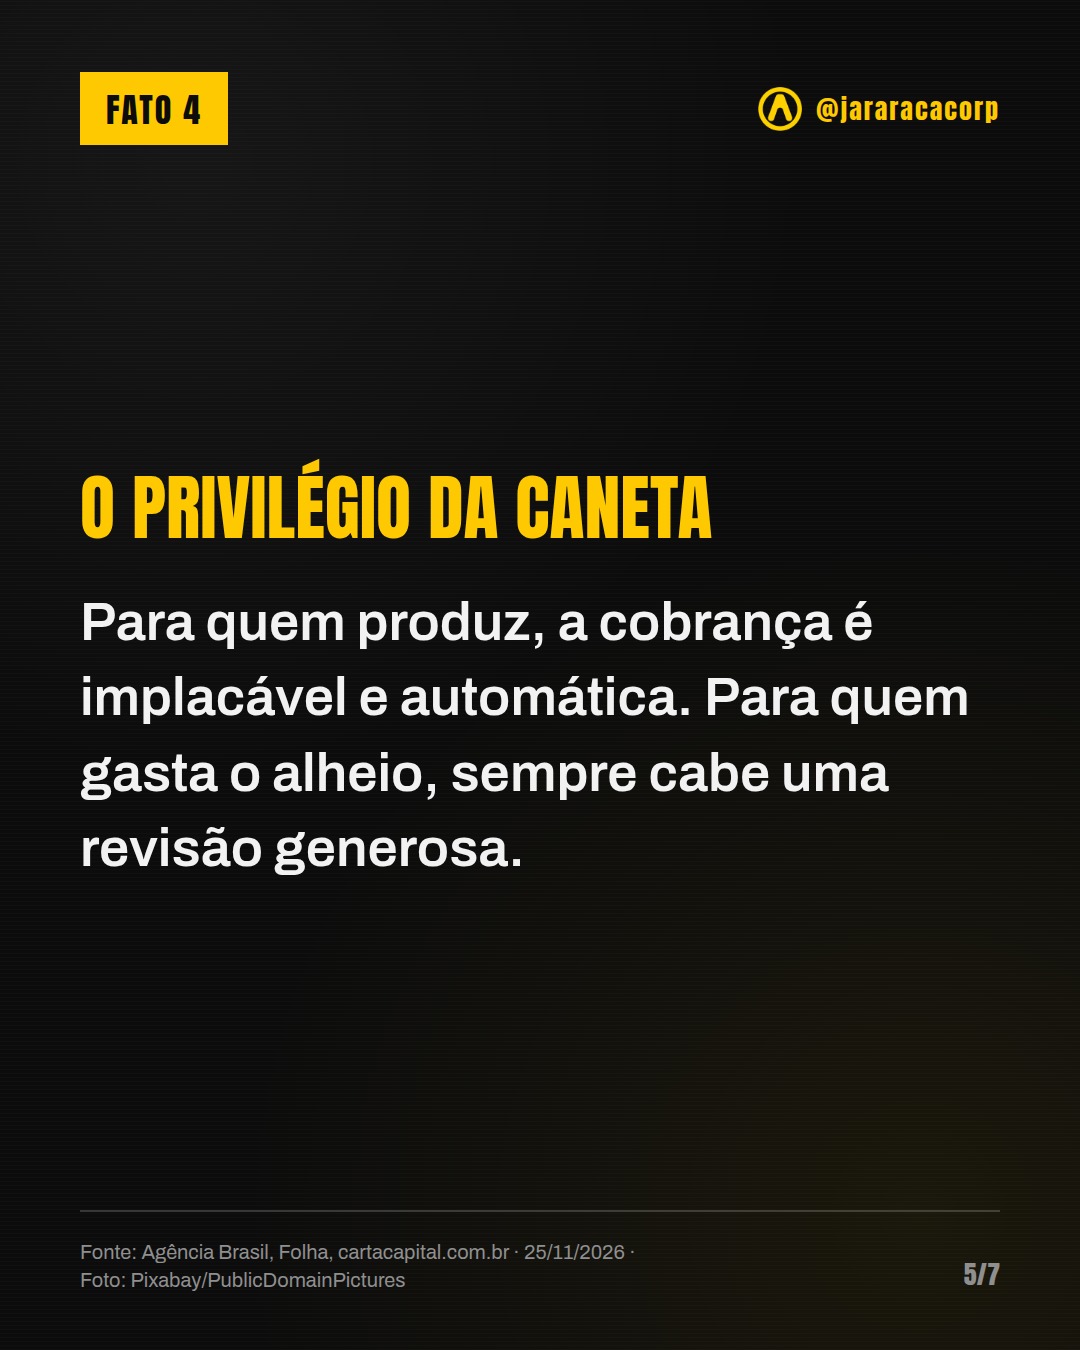 FATO 4
@jararacacorp
O PRIVILÉGIO DA CANETA
Para quem produz, a cobrança é
implacável e automática. Para quem
gasta o alheio, sempre cabe uma
revisão generosa.
Fonte: Agência Brasil, Folha, cartacapital.com.br · 25/11/2026 ·
Foto: Pixabay/PublicDomainPictures
5/7